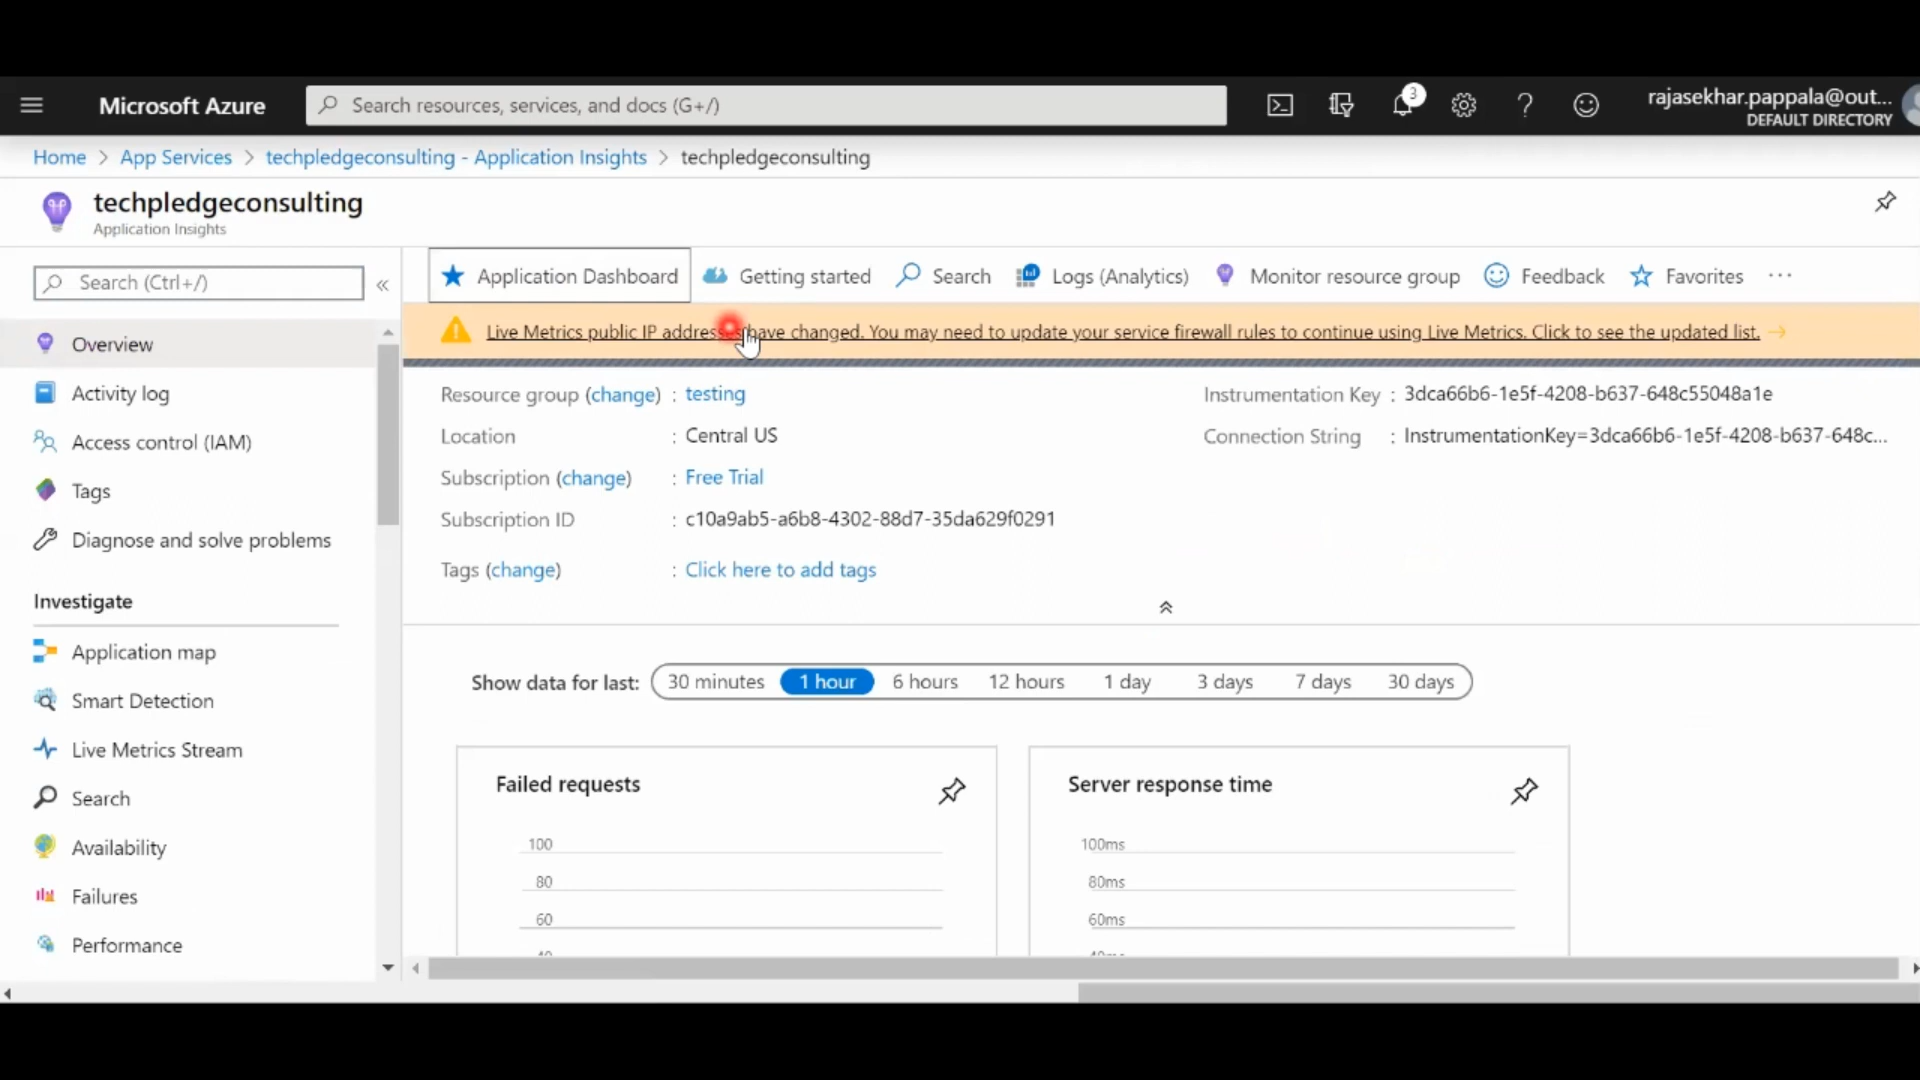 Microsoft Azure
Search resources, services, and docs (G+/)
3
rajasekhar.pappala@out...
DEFAULT DIRECTORY
Home > App Services > techpledgeconsulting - Application Insights > techpledgeconsulting
techpledgeconsulting
Application Insights
Search (Ctrl+/)
«
Application Dashboard
Getting started
Search
Logs (Analytics)
Monitor resource group
Feedback
Favorites
...
Live Metrics public IP addresses have changed. You may need to update your service firewall rules to continue using Live Metrics. Click to see the updated list.
Overview
Activity log
Access control (IAM)
Tags
Diagnose and solve problems
Investigate
Application map
Smart Detection
Live Metrics Stream
Search
Availability
Failures
Performance
Resource group (change) : testing
Location : Central US
Subscription (change) : Free Trial
Subscription ID : c10a9ab5-a6b8-4302-88d7-35da629f0291
Tags (change) : Click here to add tags
Instrumentation Key : 3dca66b6-1e5f-4208-b637-648c55048a1e
Connection String : InstrumentationKey=3dca66b6-1e5f-4208-b637-648c...
Show data for last: 30 minutes 1 hour 6 hours 12 hours 1 day 3 days 7 days 30 days
Failed requests
100
80
60
Server response time
100ms
80ms
60ms